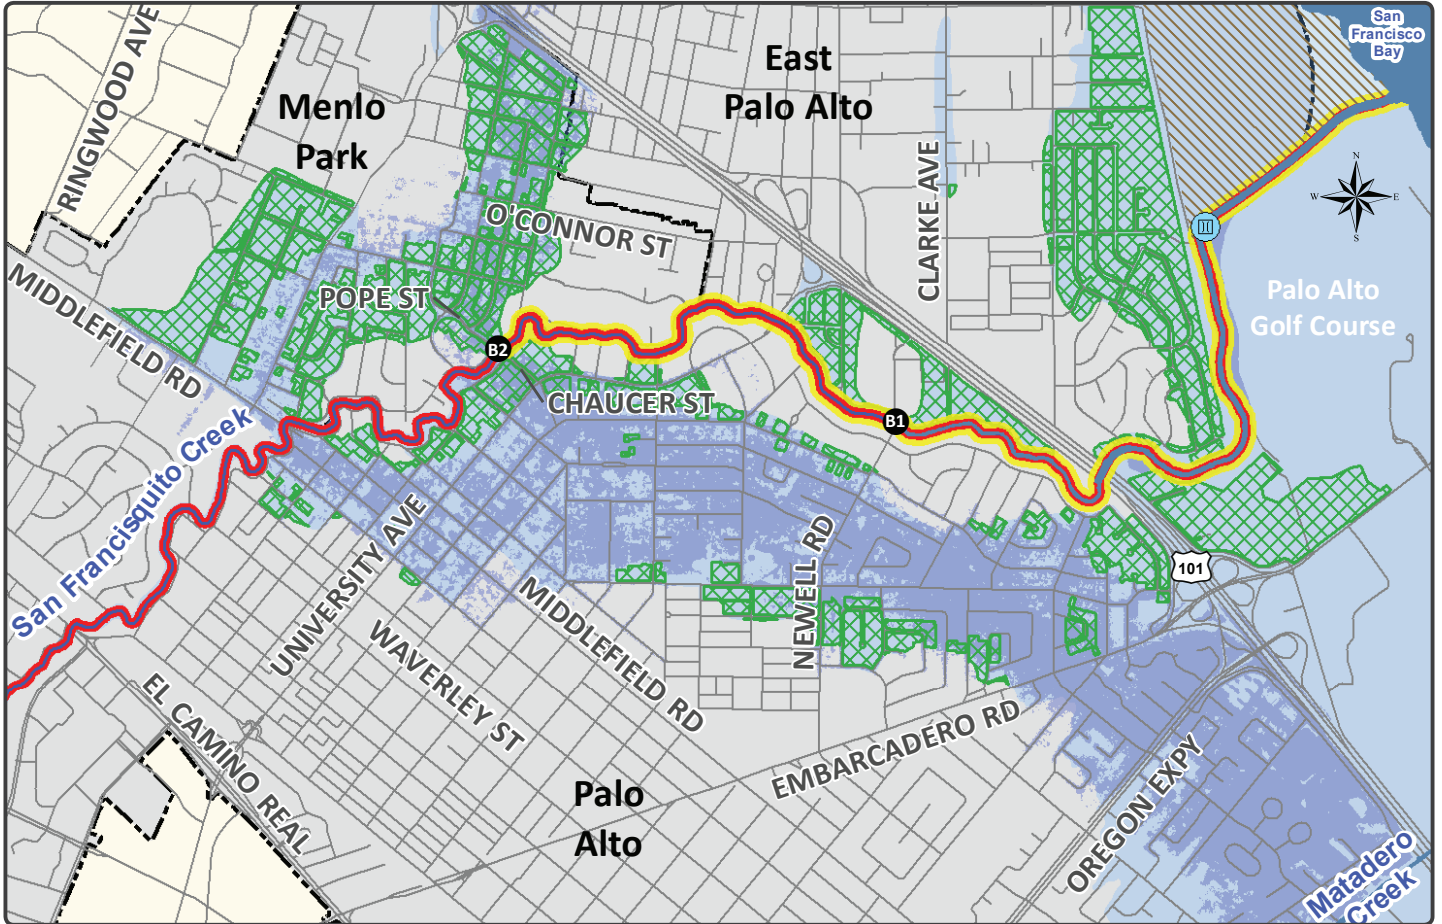 San
Francisco
Bay
East
Palo Alto
Menlo
Park
RINGWOOD AVE
N
W
E
S
CLARKE AVE
O'CONNOR ST
POPE ST
MIDDLEFIELD RD
Palo Alto
Golf Course
B2
CHAUCER ST
B1
San Francisquito Creek
UNIVERSITY AVE
NEWELL RD
101
MIDDLEFIELD RD
WAVERLEY ST
EL CAMINO REAL
EMBARCADERO RD
OREGON EXPY
Palo
Alto
Matadero
Creek